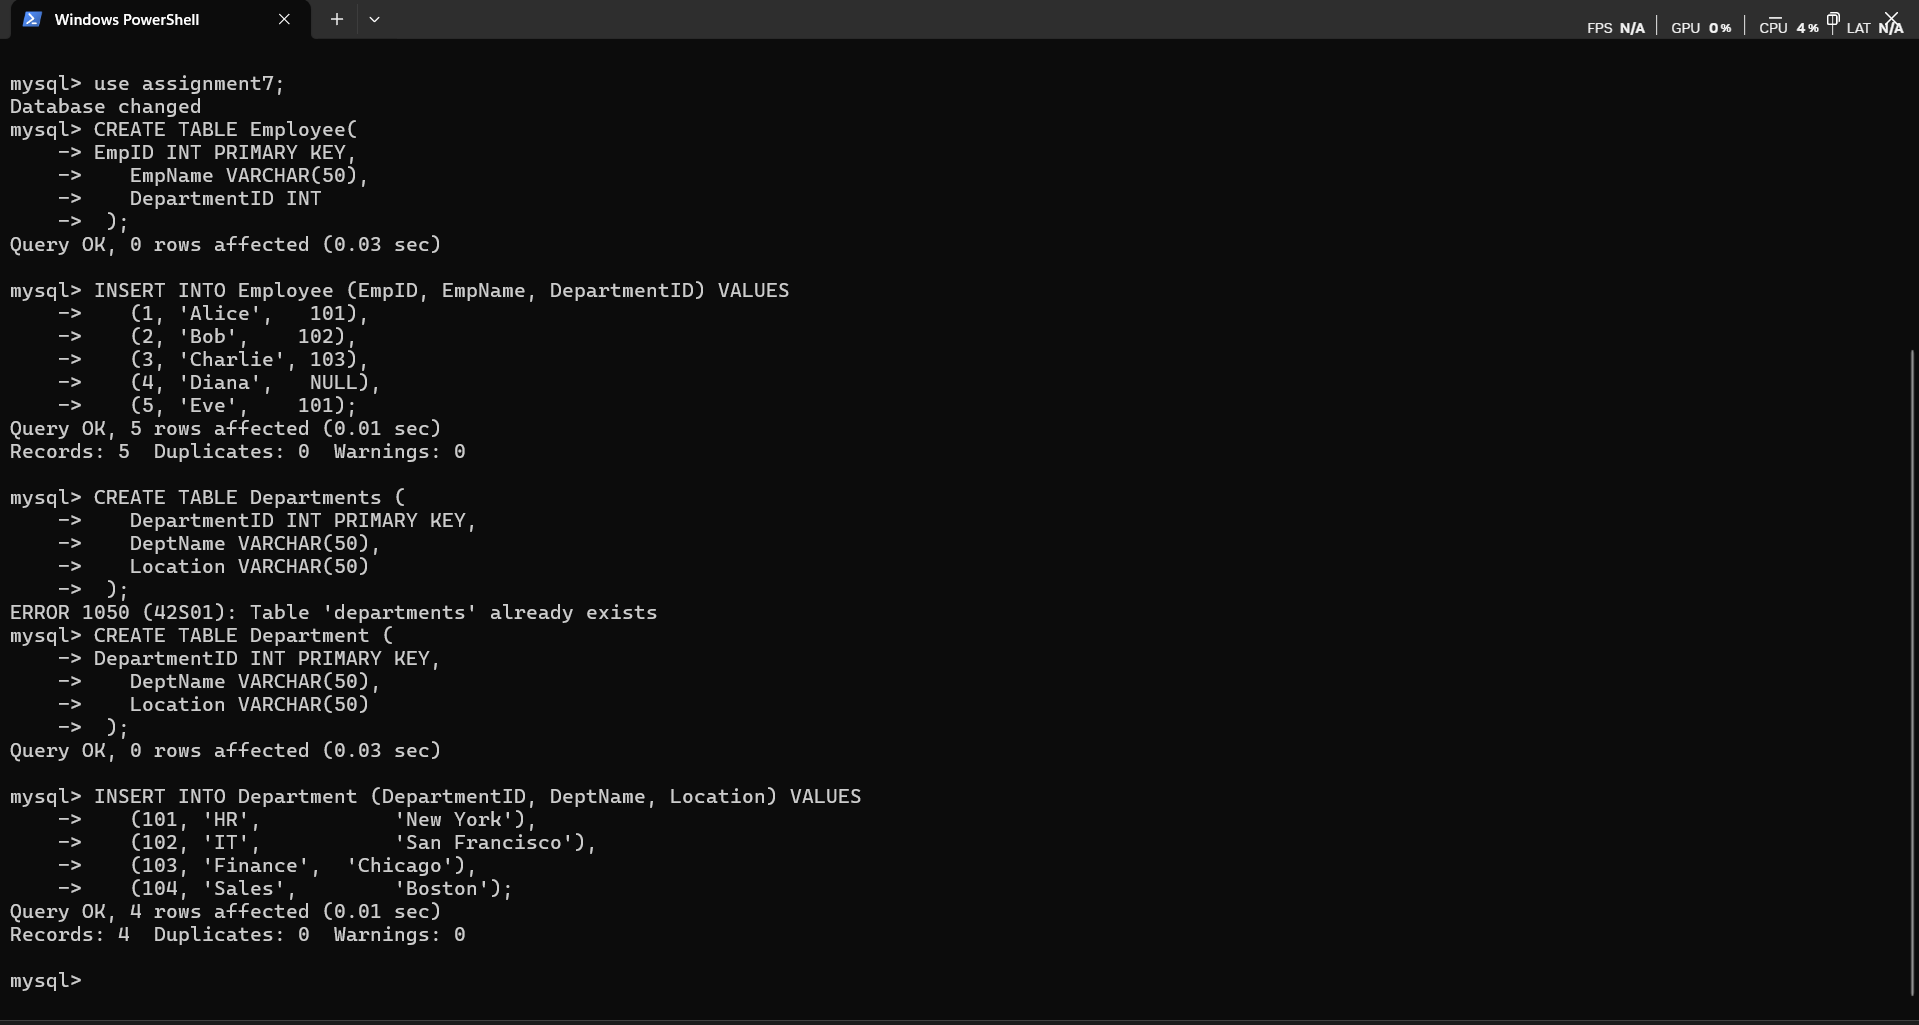 Windows PowerShell
FPS N/A | GPU 0% | CPU 4% | LAT N/A
mysql> use assignment7;
Database changed
mysql> CREATE TABLE Employee(
    -> EmpID INT PRIMARY KEY,
    ->    EmpName VARCHAR(50),
    ->    DepartmentID INT
    ->  );
Query OK, 0 rows affected (0.03 sec)

mysql> INSERT INTO Employee (EmpID, EmpName, DepartmentID) VALUES
    ->    (1, 'Alice',   101),
    ->    (2, 'Bob',    102),
    ->    (3, 'Charlie', 103),
    ->    (4, 'Diana',   NULL),
    ->    (5, 'Eve',    101);
Query OK, 5 rows affected (0.01 sec)
Records: 5  Duplicates: 0  Warnings: 0

mysql> CREATE TABLE Departments (
    ->    DepartmentID INT PRIMARY KEY,
    ->    DeptName VARCHAR(50),
    ->    Location VARCHAR(50)
    ->  );
ERROR 1050 (42S01): Table 'departments' already exists
mysql> CREATE TABLE Department (
    -> DepartmentID INT PRIMARY KEY,
    ->    DeptName VARCHAR(50),
    ->    Location VARCHAR(50)
    ->  );
Query OK, 0 rows affected (0.03 sec)

mysql> INSERT INTO Department (DepartmentID, DeptName, Location) VALUES
    ->    (101, 'HR',           'New York'),
    ->    (102, 'IT',           'San Francisco'),
    ->    (103, 'Finance',  'Chicago'),
    ->    (104, 'Sales',        'Boston');
Query OK, 4 rows affected (0.01 sec)
Records: 4  Duplicates: 0  Warnings: 0

mysql>